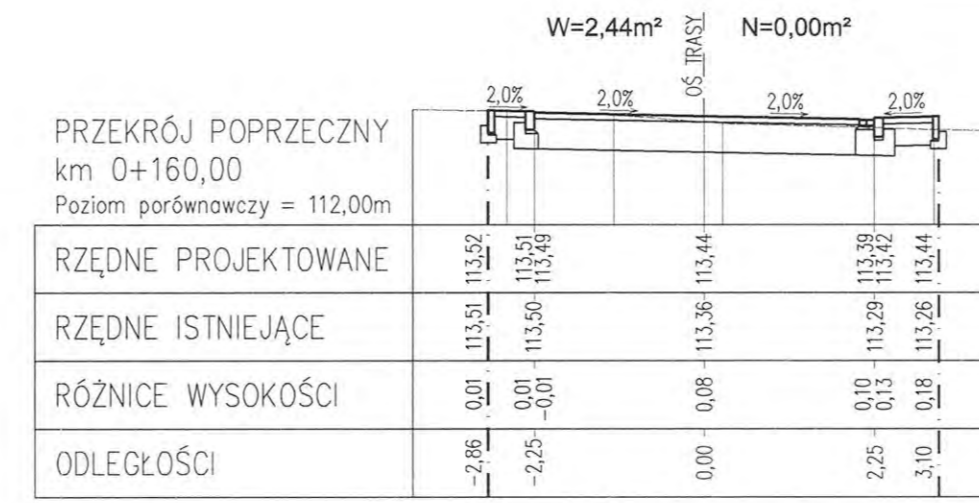 W=2,44m² N=0,00m²
OŚ TRASY
2,0% 2,0% 2,0% 2,0%
PRZEKRÓJ POPRZECZNY
km 0+160,00
Poziom porównawczy = 112,00m
RZĘDNE PROJEKTOWANE 113,52 113,51 113,49 113,44 113,39 113,42 113,44
RZĘDNE ISTNIEJĄCE 113,51 113,50 113,36 113,29 113,26
RÓŻNICE WYSOKOŚCI 0,01 0,01 -0,01 0,08 0,10 0,13 0,18
ODLEGŁOŚCI -2,86 -2,25 0,00 2,25 3,10